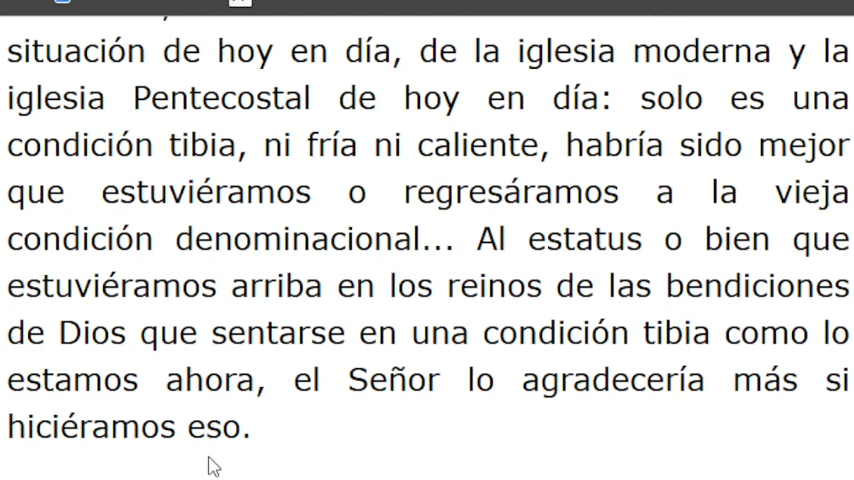 situación de hoy en día, de la iglesia moderna y la
iglesia Pentecostal de hoy en día: solo es una
condición tibia, ni fría ni caliente, habría sido mejor
que estuviéramos o regresáramos a la vieja
condición denominacional... Al estatus o bien que
estuviéramos arriba en los reinos de las bendiciones
de Dios que sentarse en una condición tibia como lo
estamos ahora, el Señor lo agradecería más si
hiciéramos eso.